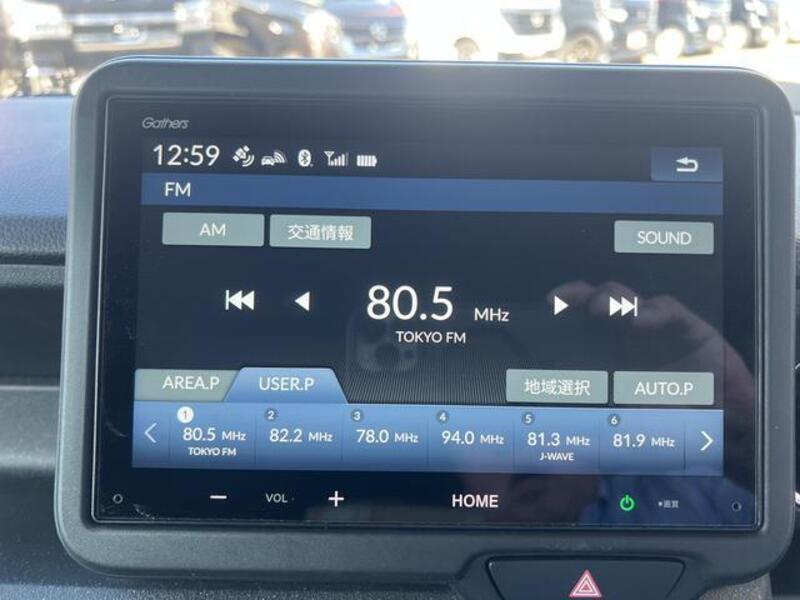 Gathers
12:59
FM
AM 交通情報 SOUND
80.5 MHz
TOKYO FM
AREA.P USER.P 地域選択 AUTO.P
1 2 3 4 5 6
80.5 MHz 82.2 MHz 78.0 MHz 94.0 MHz 81.3 MHz 81.9 MHz
TOKYO FM J-WAVE
− VOL + HOME 画質